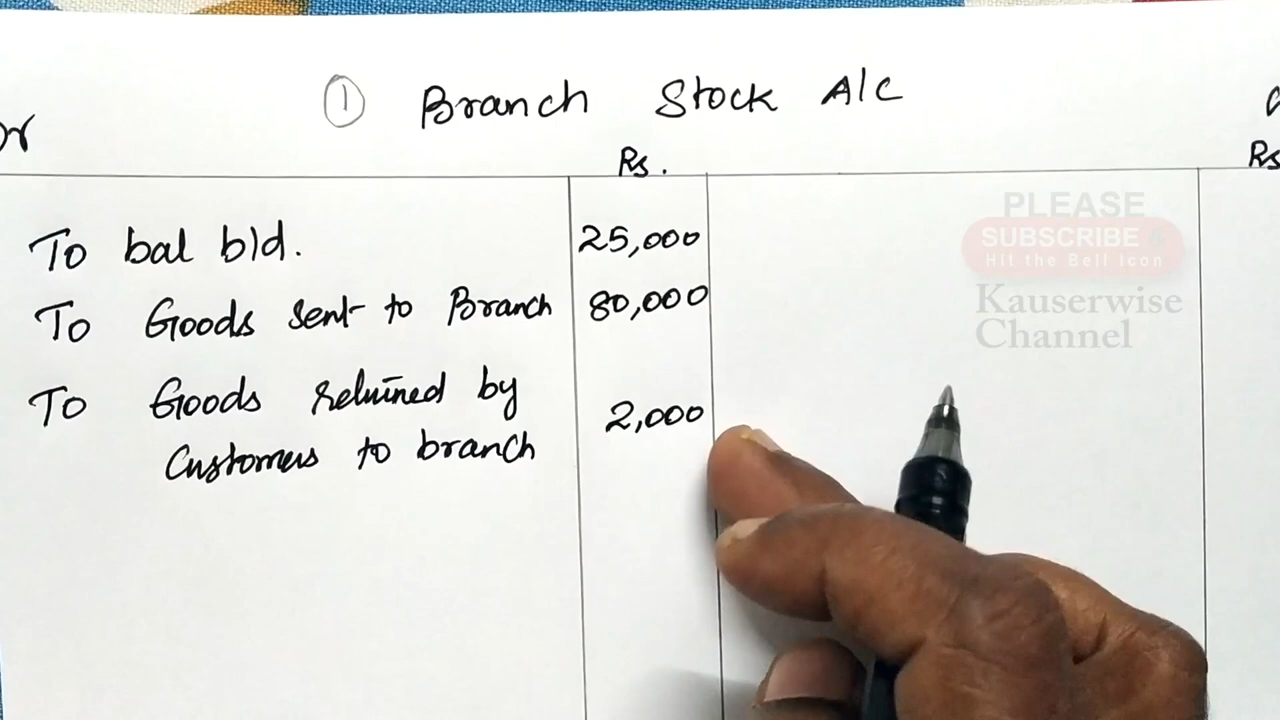 ① Branch Stock A/C
Dr
Rs.
Rs
To bal b/d. 25,000
To Goods sent to Branch 80,000
To Goods retuined by 2,000
Customers to branch
PLEASE
SUBSCRIBE &
Hit the Bell Icon
Kauserwise
Channel